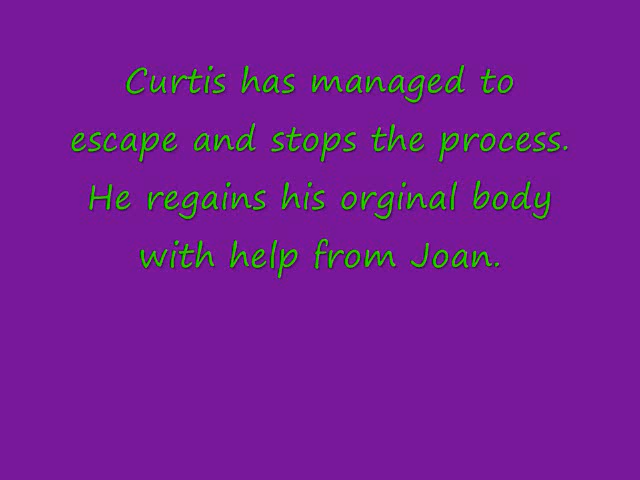 Curtis has managed to
escape and stops the process.
He regains his orginal body
with help from Joan.